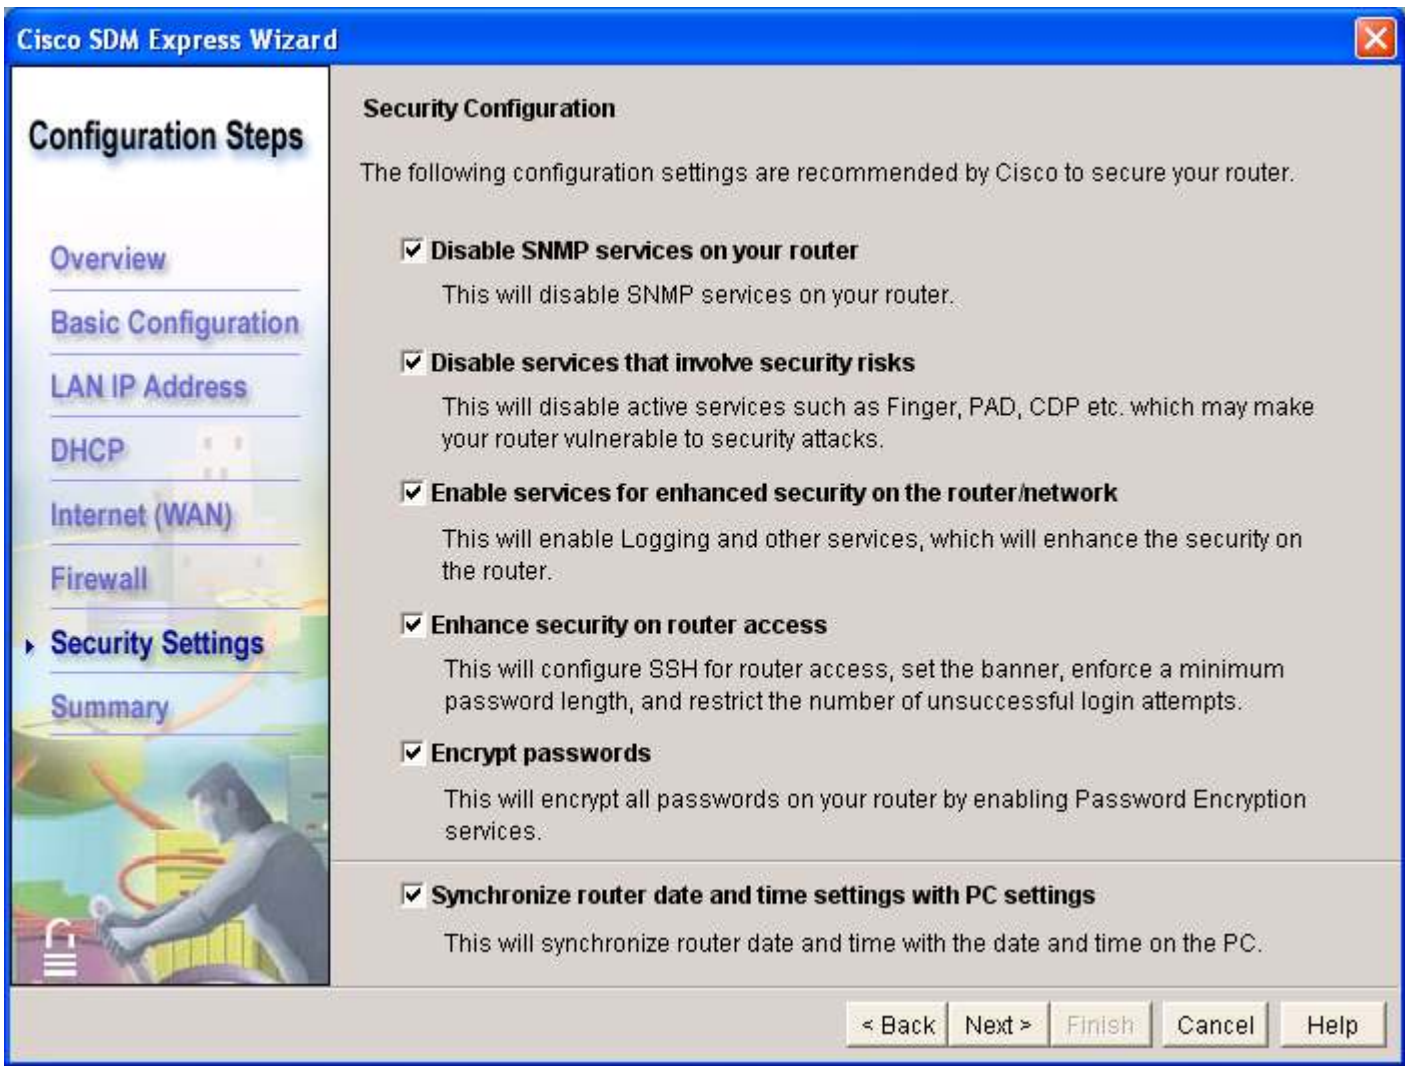 Cisco SDM Express Wizard
Configuration Steps
Overview
Basic Configuration
LAN IP Address
DHCP
Internet (WAN)
Firewall
Security Settings
Summary
Security Configuration
The following configuration settings are recommended by Cisco to secure your router.
Disable SNMP services on your router
This will disable SNMP services on your router.
Disable services that involve security risks
This will disable active services such as Finger, PAD, CDP etc. which may make
your router vulnerable to security attacks.
Enable services for enhanced security on the router/network
This will enable Logging and other services, which will enhance the security on
the router.
Enhance security on router access
This will configure SSH for router access, set the banner, enforce a minimum
password length, and restrict the number of unsuccessful login attempts.
Encrypt passwords
This will encrypt all passwords on your router by enabling Password Encryption
services.
Synchronize router date and time settings with PC settings
This will synchronize router date and time with the date and time on the PC.
< Back
Next >
Finish
Cancel
Help